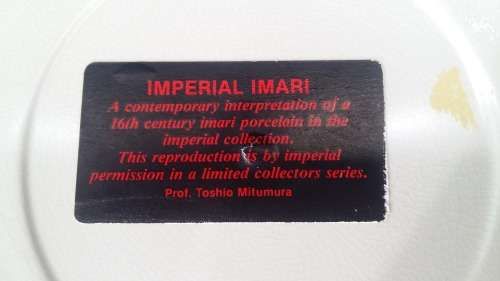 IMPERIAL IMARI
A contemporary interpretation of a
16th century imari porcelain in the
imperial collection.
This reproduction is by imperial
permission in a limited collectors series.
Prof. Toshio Mitumura